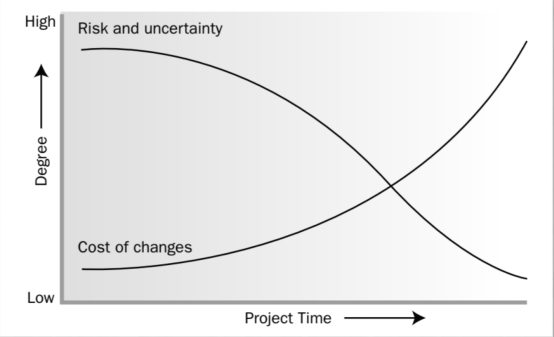 High
Risk and uncertainty
Degree
Cost of changes
Low
Project Time